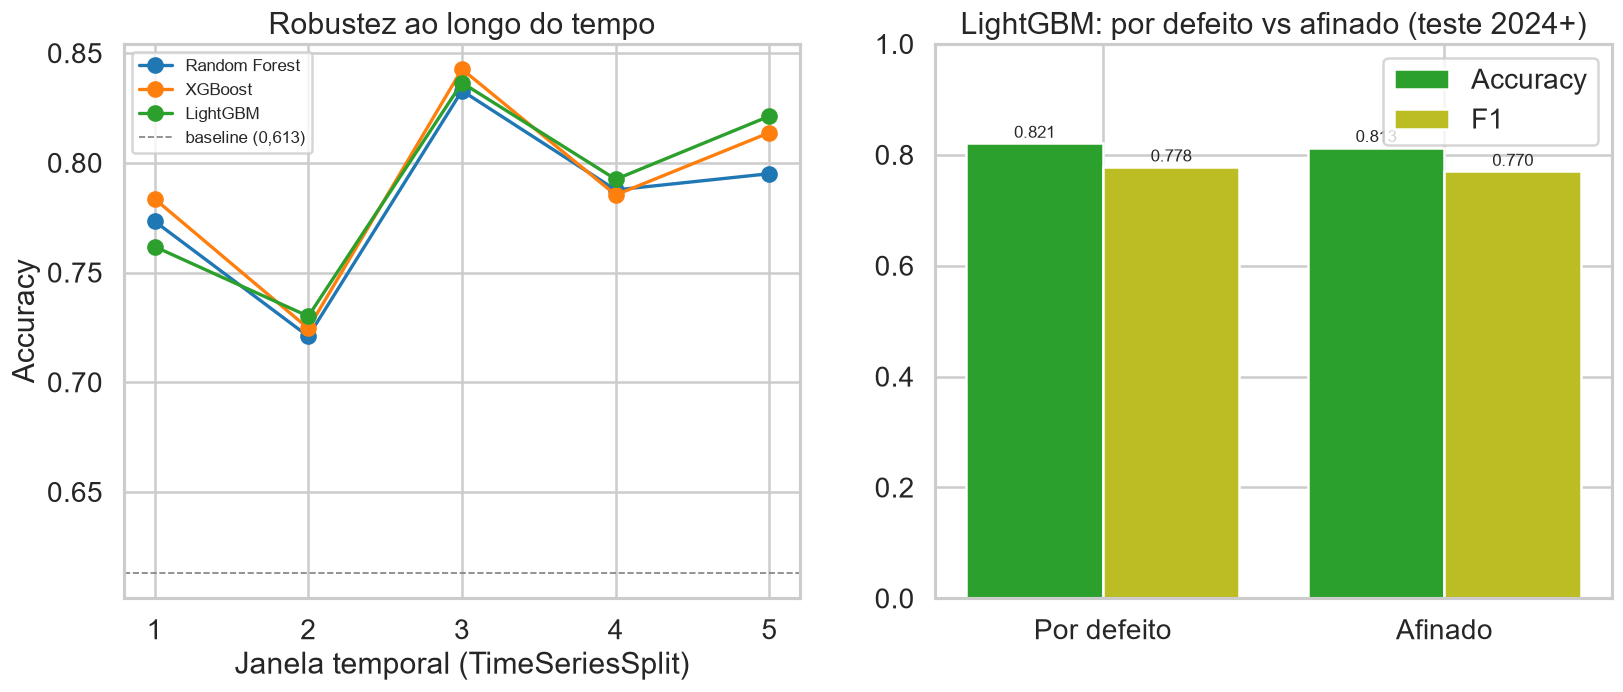 Robustez ao longo do tempo
0.85
0.80
0.75
0.70
0.65
Accuracy
Random Forest
XGBoost
LightGBM
baseline (0,613)
1 2 3 4 5
Janela temporal (TimeSeriesSplit)
LightGBM: por defeito vs afinado (teste 2024+)
1.0
0.8
0.6
0.4
0.2
0.0
Accuracy
F1
0.821
0.778
0.813
0.770
Por defeito
Afinado